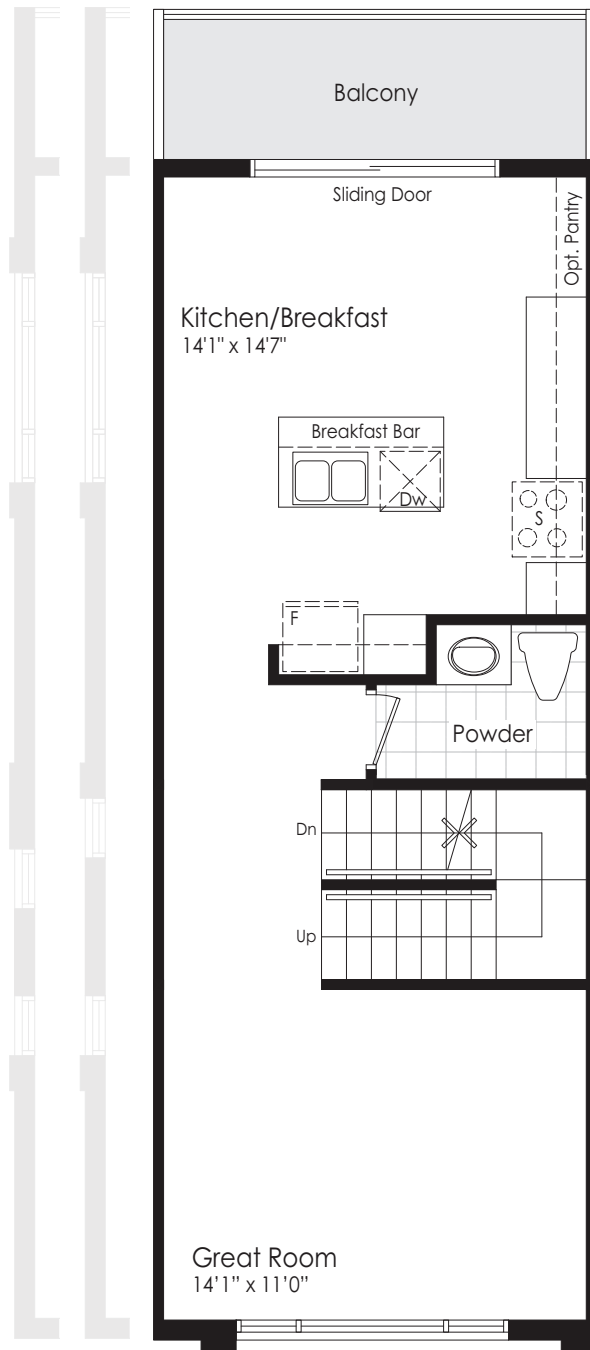 Balcony
Sliding Door
Opt. Pantry
Kitchen/Breakfast
14'1" x 14'7"
Breakfast Bar
Dw
S
F
Powder
Dn
Up
Great Room
14’1” x 11’0”